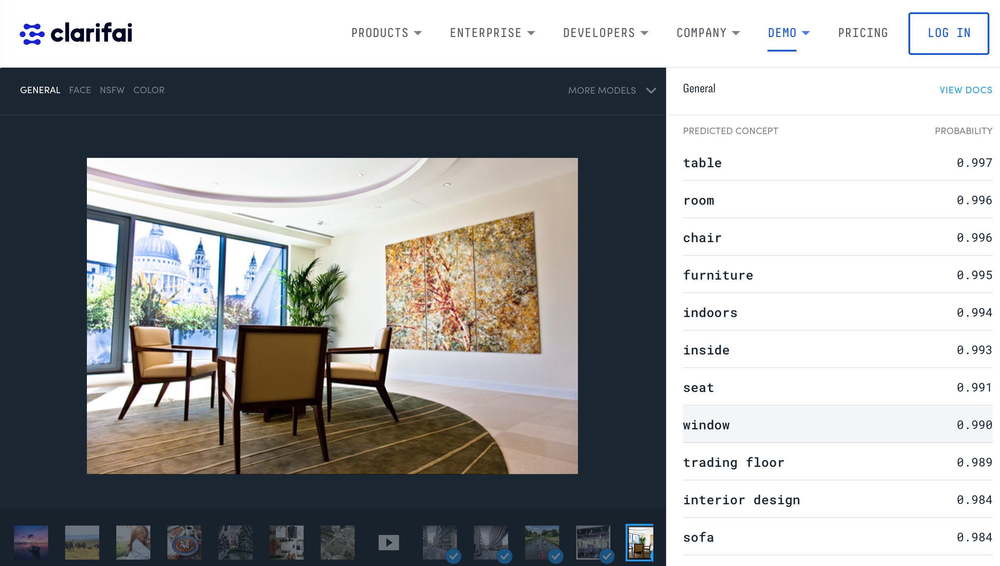 clarifai
PRODUCTS ENTERPRISE DEVELOPERS COMPANY DEMO PRICING LOG IN
GENERAL FACE NSFW COLOR MORE MODELS
General VIEW DOCS
PREDICTED CONCEPT PROBABILITY
table 0.997
room 0.996
chair 0.996
furniture 0.995
indoors 0.994
inside 0.993
seat 0.991
window 0.990
trading floor 0.989
interior design 0.984
sofa 0.984